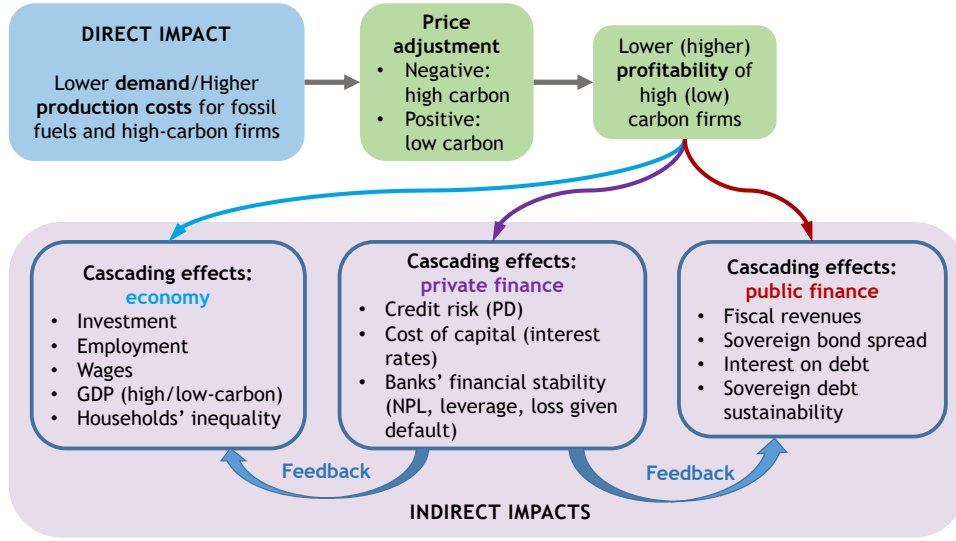 DIRECT IMPACT
Lower demand/Higher
production costs for fossil
fuels and high-carbon firms
Price
adjustment
• Negative:
high carbon
• Positive:
low carbon
Lower (higher)
profitability of
high (low)
carbon firms
Cascading effects:
economy
• Investment
• Employment
• Wages
• GDP (high/low-carbon)
• Households’ inequality
Cascading effects:
private finance
• Credit risk (PD)
• Cost of capital (interest
rates)
• Banks’ financial stability
(NPL, leverage, loss given
default)
Cascading effects:
public finance
• Fiscal revenues
• Sovereign bond spread
• Interest on debt
• Sovereign debt
sustainability
Feedback
Feedback
INDIRECT IMPACTS